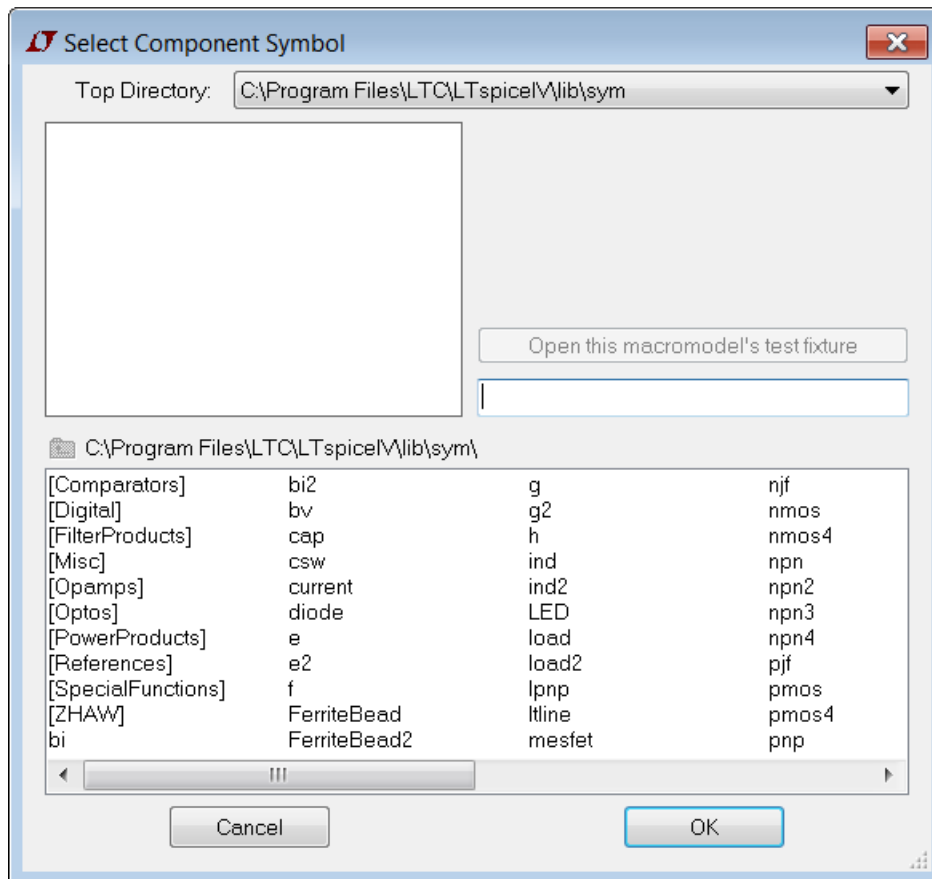 Select Component Symbol
Top Directory: C:\Program Files\LTC\LTspiceIV\lib\sym
Open this macromodel's test fixture
C:\Program Files\LTC\LTspiceIV\lib\sym\
[Comparators] bi2 g njf
[Digital] bv g2 nmos
[FilterProducts] cap h nmos4
[Misc] csw ind npn
[Opamps] current ind2 npn2
[Optos] diode LED npn3
[PowerProducts] e load npn4
[References] e2 load2 pjf
[SpecialFunctions] f lpnp pmos
[ZHAW] FerriteBead ltline pmos4
bi FerriteBead2 mesfet pnp
Cancel OK